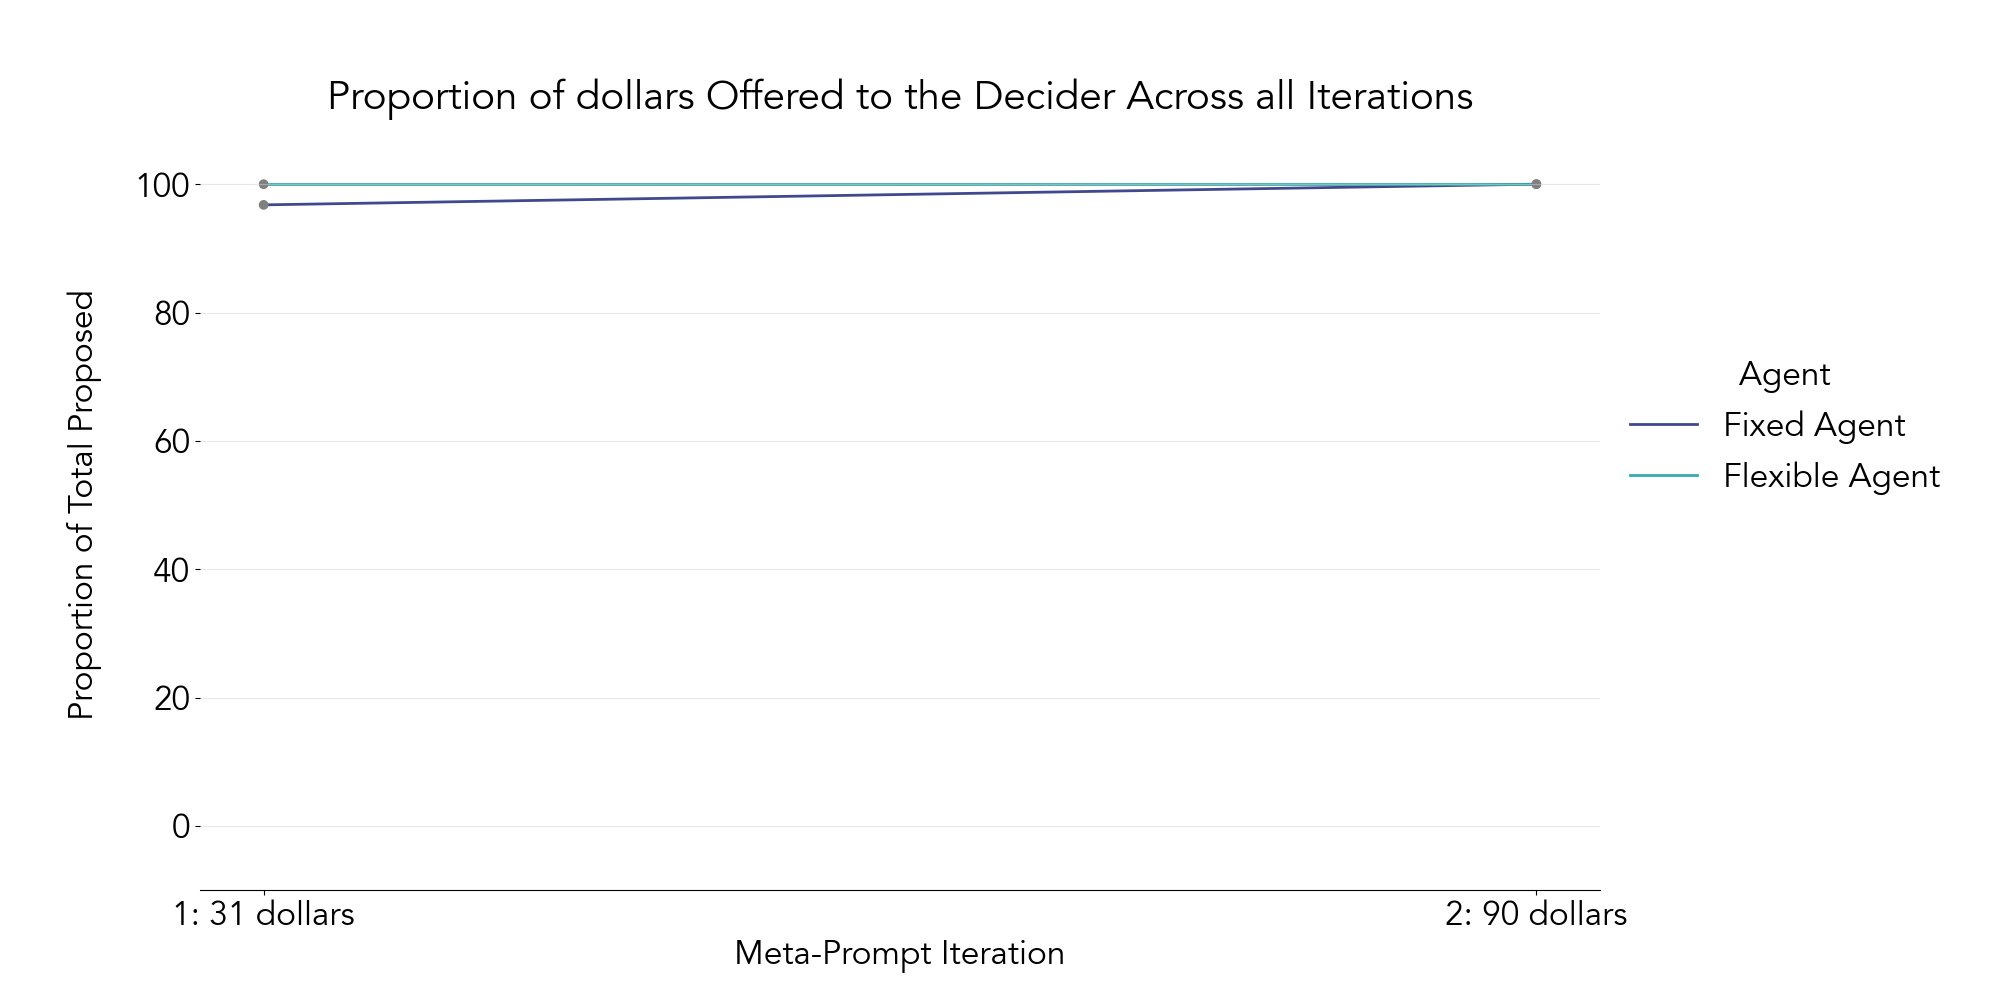 Proportion of dollars Offered to the Decider Across all Iterations
100
80
60
40
20
0
Proportion of Total Proposed
1: 31 dollars
2: 90 dollars
Meta-Prompt Iteration
Agent
Fixed Agent
Flexible Agent